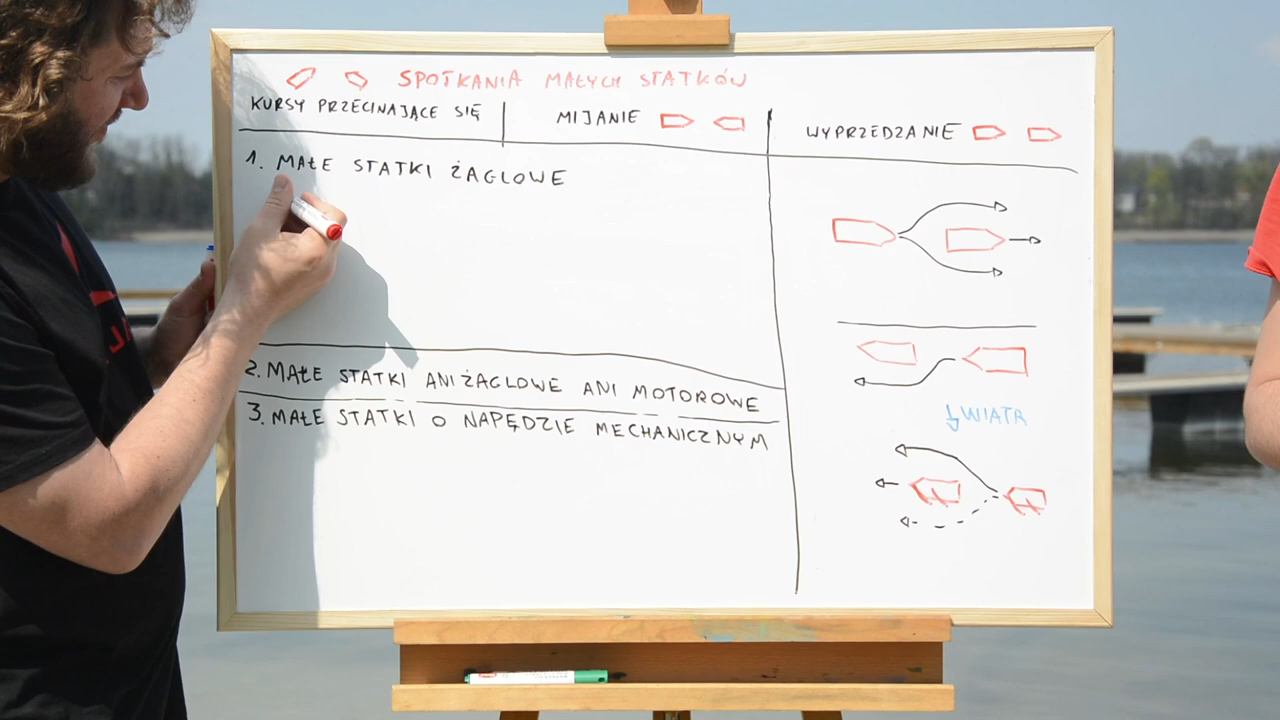 SPOTKANIA MAŁYCH STATKÓW
KURSY PRZECINAJĄCE SIĘ
MIJANIE
WYPRZEDZANIE
1. MAŁE STATKI ŻAGLOWE
2. MAŁE STATKI ANI ŻAGLOWE ANI MOTOROWE
3. MAŁE STATKI O NAPĘDZIE MECHANICZNYM
WIATR